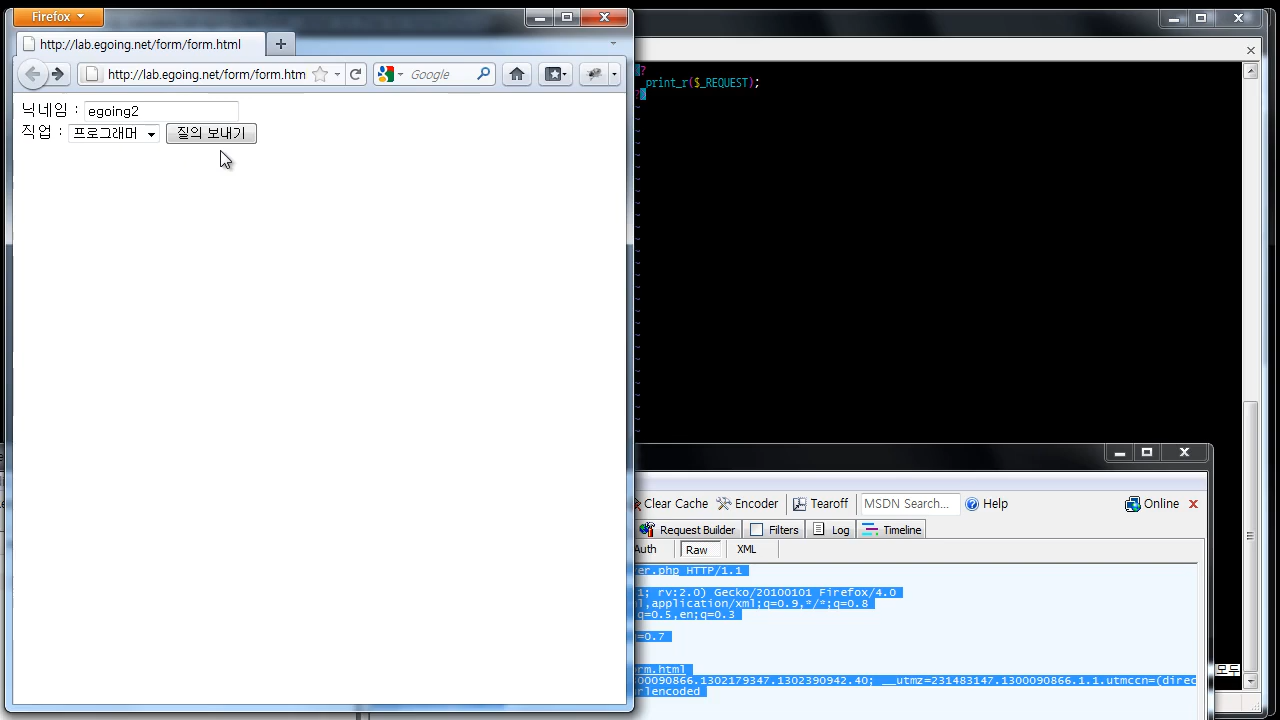 Firefox
http://lab.egoing.net/form/form.html
http://lab.egoing.net/form/form.htm
Google
닉네임 : egoing2
직업 : 프로그래머 질의 보내기
?
print_r($_REQUEST);
?
Clear Cache Encoder Tearoff MSDN Search... Help Online
Request Builder Filters Log Timeline
Auth Raw XML
er.php HTTP/1.1
1; rv:2.0) Gecko/20100101 Firefox/4.0
l,application/xml;q=0.9,*/*;q=0.8
q=0.5,en;q=0.3
=0.7
rm.html
00090866.1302179347.1302390942.40; __utmz=231483147.1300090866.1.1.utmccn=(direc
rlencoded
모두